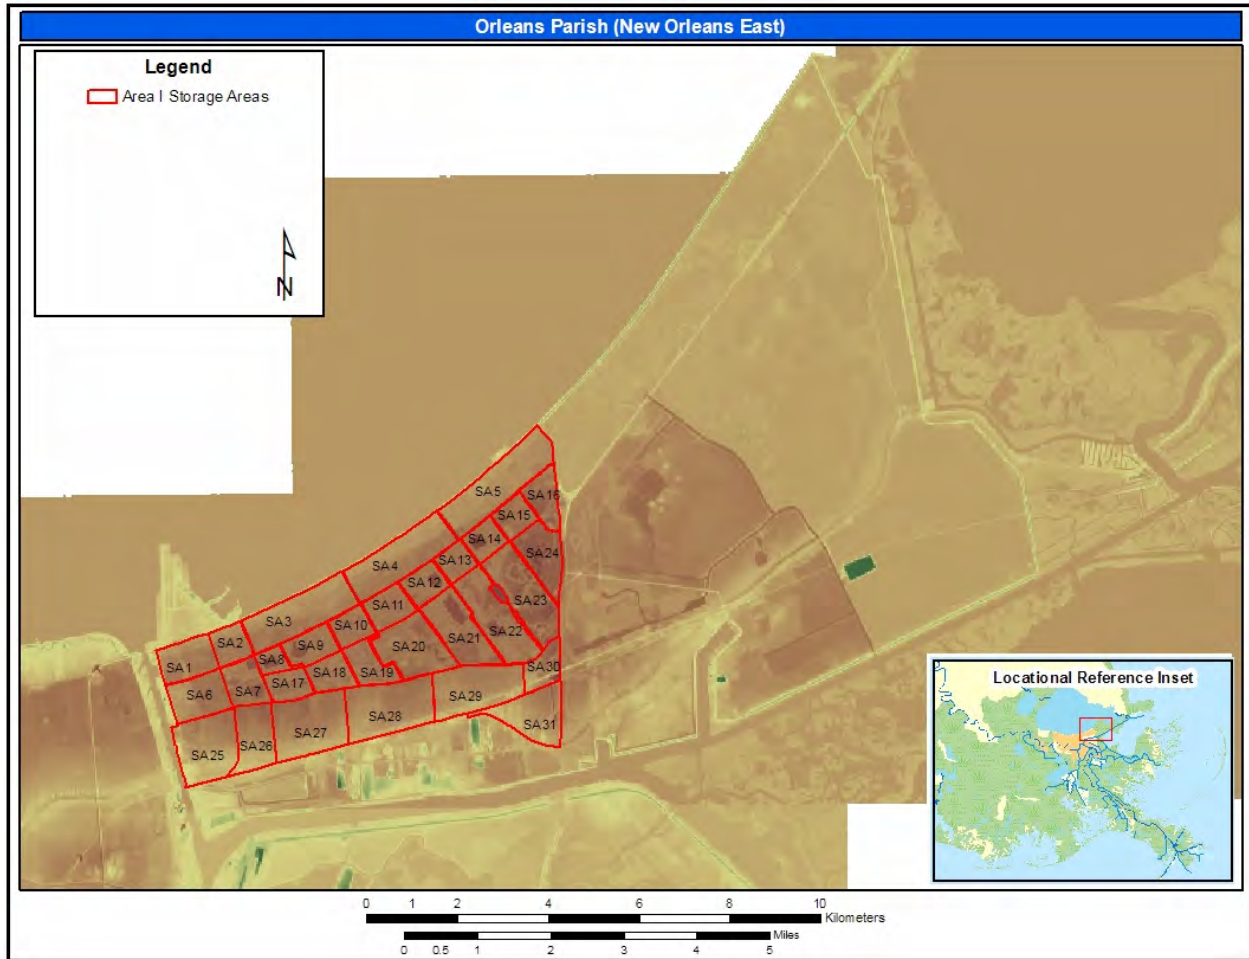 Orleans Parish (New Orleans East)
Legend
Area I Storage Areas
N
SA5
SA16
SA15
SA14
SA24
SA13
SA4
SA12
SA23
SA11
SA3
SA10
SA22
SA2
SA9
SA20
SA21
SA8
SA1
SA18
SA19
SA30
SA6
SA7
SA17
SA29
SA28
SA31
SA27
SA26
SA25
Locational Reference Inset
0 1 2 4 6 8 10
Kilometers
Miles
0 0.5 1 2 3 4 5